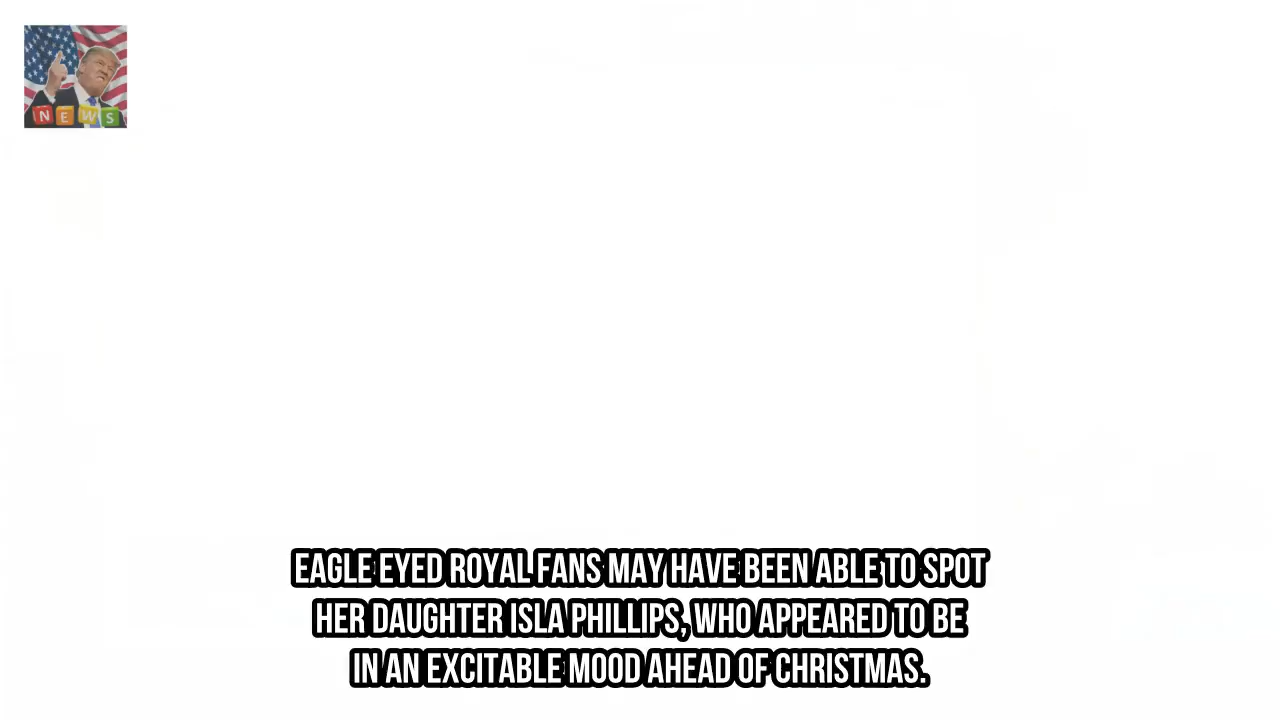 NEWS
EAGLE EYED ROYAL FANS MAY HAVE BEEN ABLE TO SPOT
HER DAUGHTER ISLA PHILLIPS, WHO APPEARED TO BE
IN AN EXCITABLE MOOD AHEAD OF CHRISTMAS.